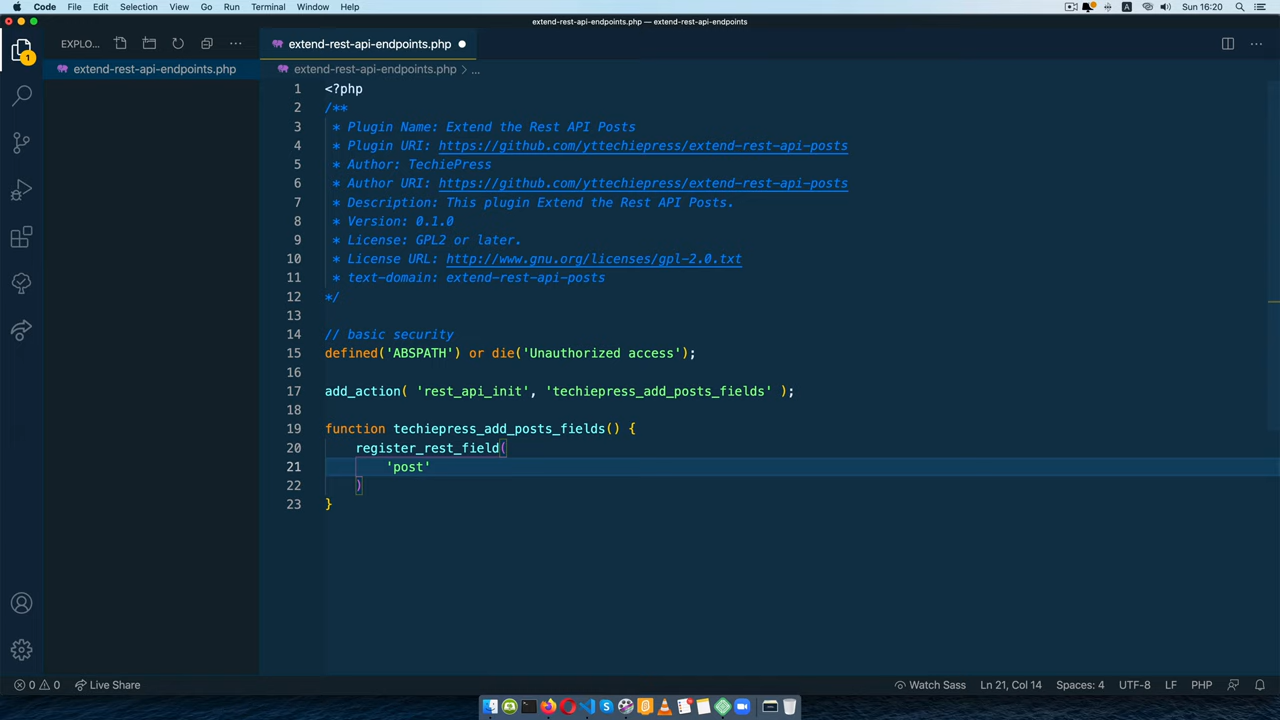 Code File Edit Selection View Go Run Terminal Window Help Sun 16:20
extend-rest-api-endpoints.php — extend-rest-api-endpoints
EXPLO... extend-rest-api-endpoints.php
extend-rest-api-endpoints.php extend-rest-api-endpoints.php > ...
1 <?php
2 /**
3 * Plugin Name: Extend the Rest API Posts
4 * Plugin URI: https://github.com/yttechiepress/extend-rest-api-posts
5 * Author: TechiePress
6 * Author URI: https://github.com/yttechiepress/extend-rest-api-posts
7 * Description: This plugin Extend the Rest API Posts.
8 * Version: 0.1.0
9 * License: GPL2 or later.
10 * License URL: http://www.gnu.org/licenses/gpl-2.0.txt
11 * text-domain: extend-rest-api-posts
12 */
13
14 // basic security
15 defined('ABSPATH') or die('Unauthorized access');
16
17 add_action( 'rest_api_init', 'techiepress_add_posts_fields' );
18
19 function techiepress_add_posts_fields() {
20 register_rest_field(
21 'post'
22 )
23 }
1
0 0 Live Share Watch Sass Ln 21, Col 14 Spaces: 4 UTF-8 LF PHP